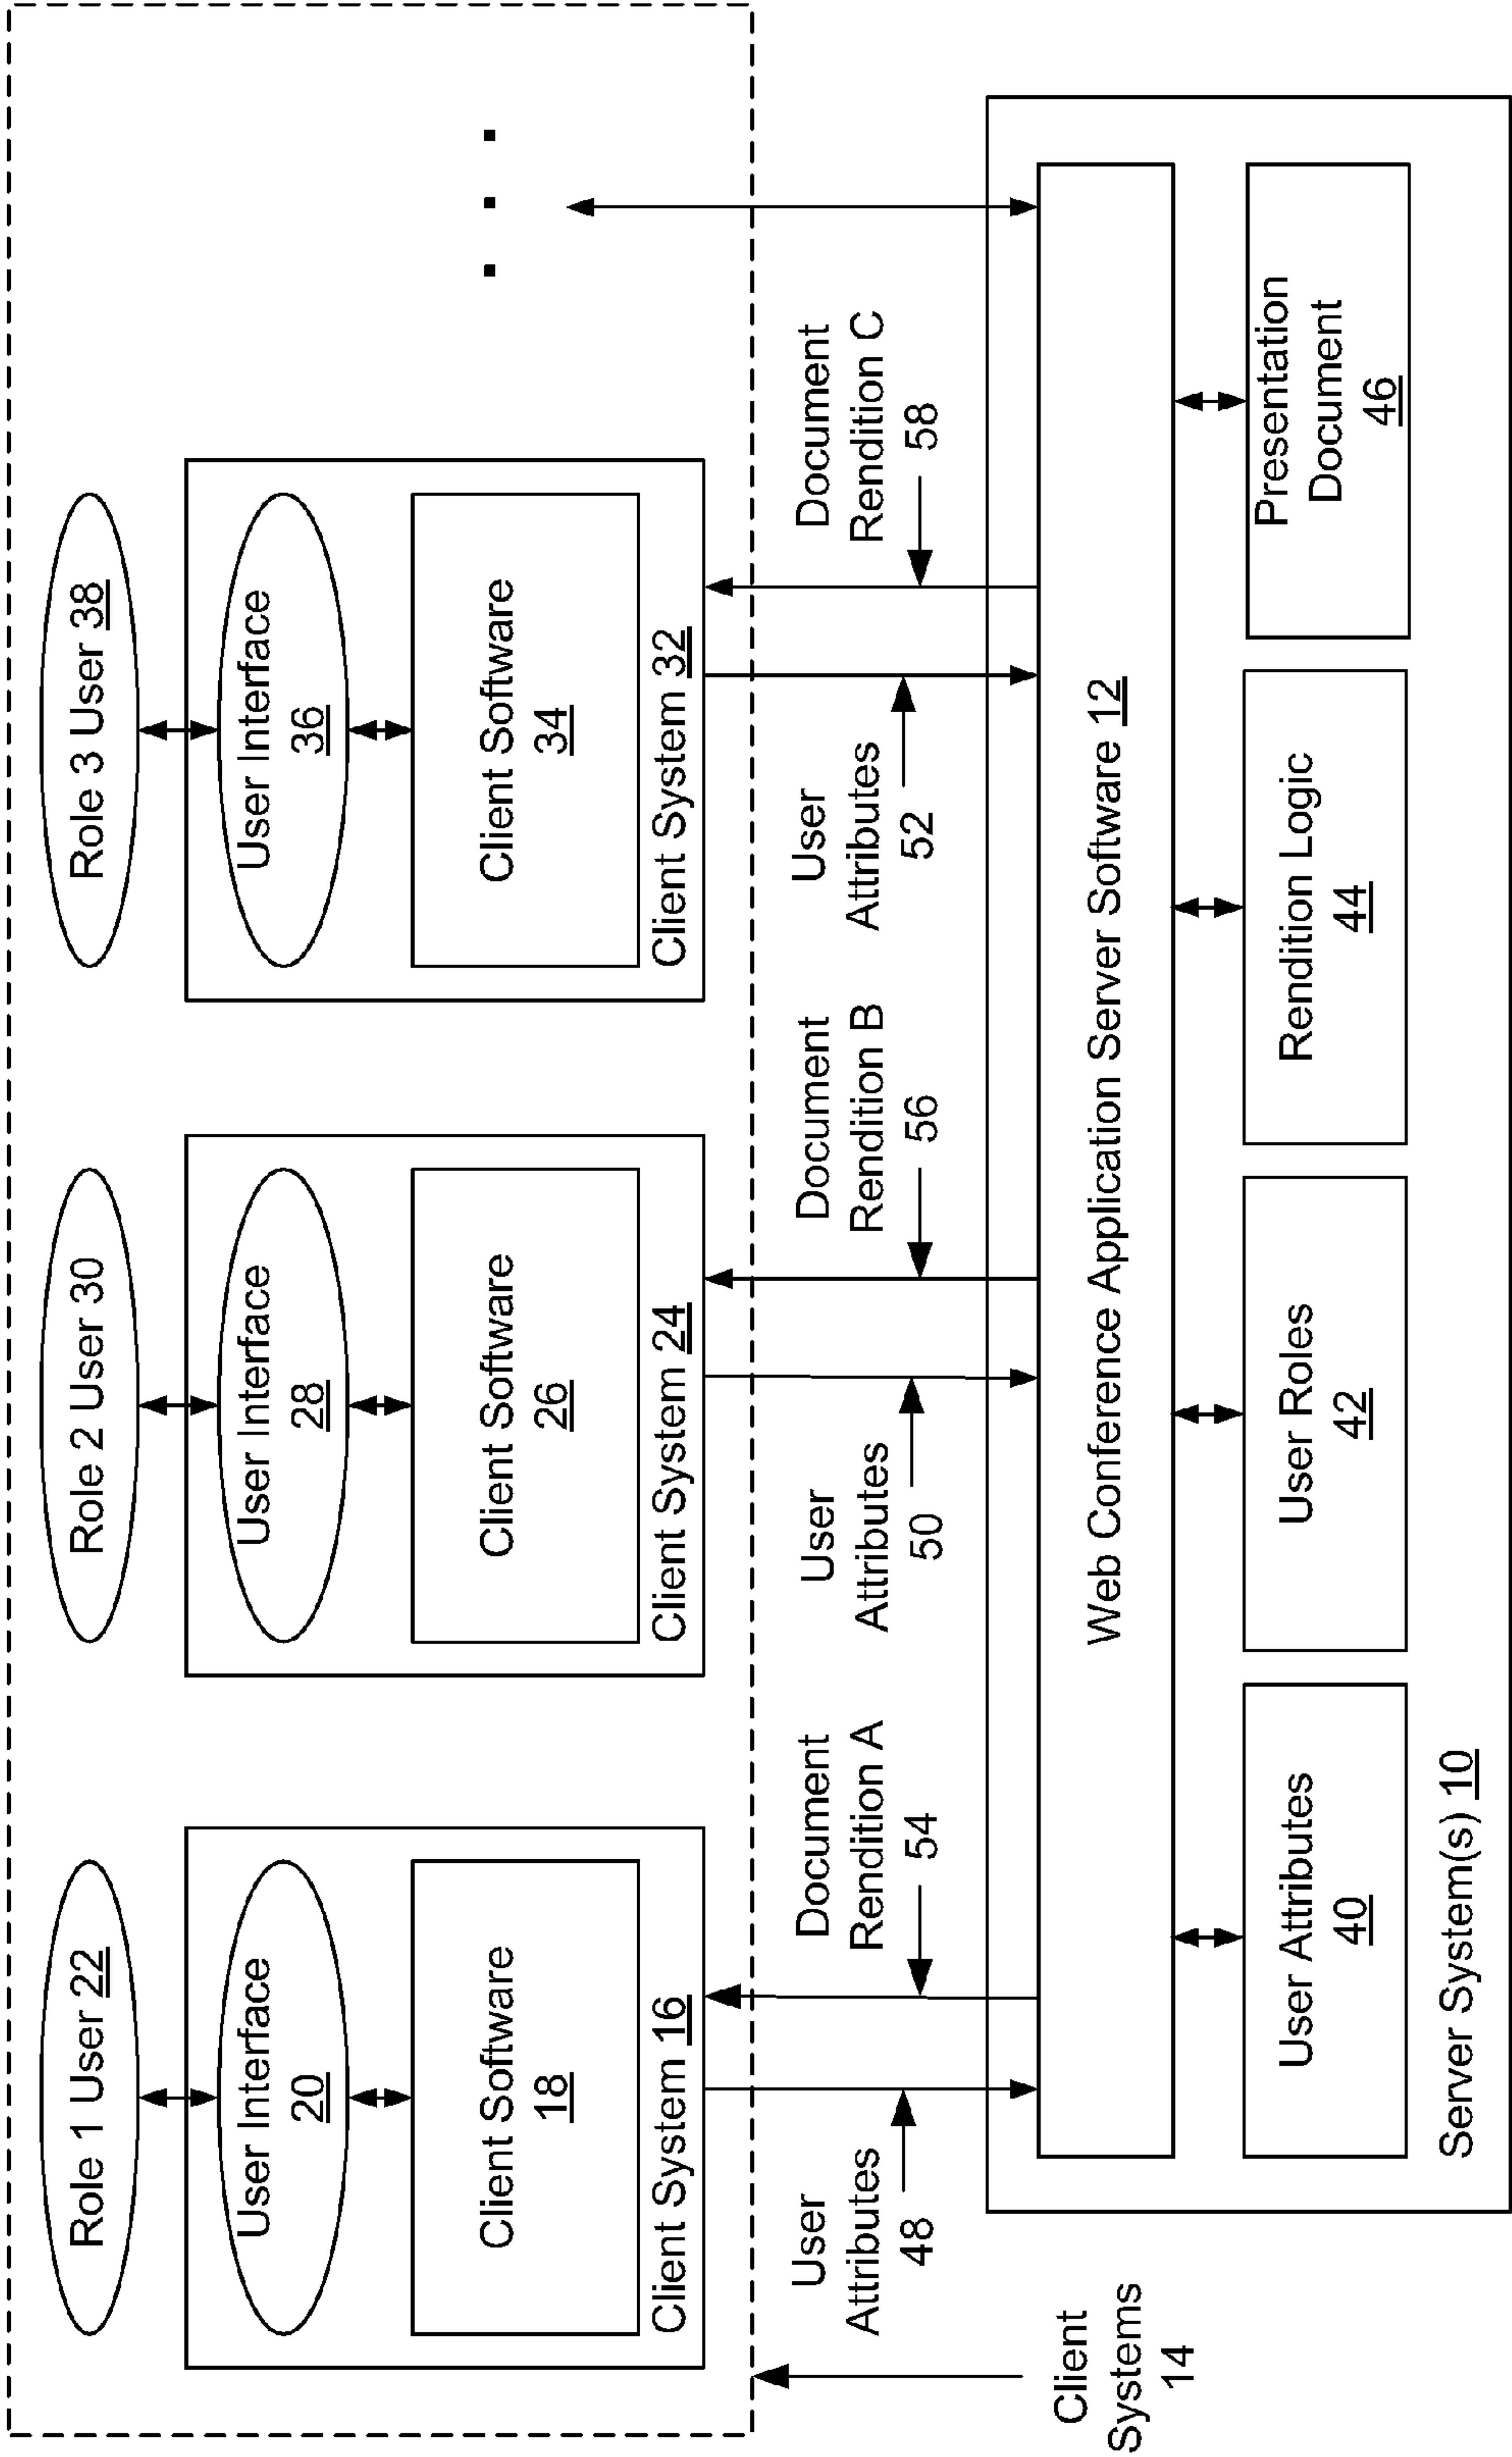 Role 1 User 22
Role 2 User 30
Role 3 User 38
User Interface
20
User Interface
28
User Interface
36
Client Software
18
Client Software
26
Client Software
34
Client System 16
Client System 24
Client System 32
User
Attributes
48
Document
Rendition A
54
User
Attributes
50
Document
Rendition B
56
User
Attributes
52
Document
Rendition C
58
Client
Systems
14
Web Conference Application Server Software 12
User Attributes
40
User Roles
42
Rendition Logic
44
Presentation
Document
46
Server System(s) 10